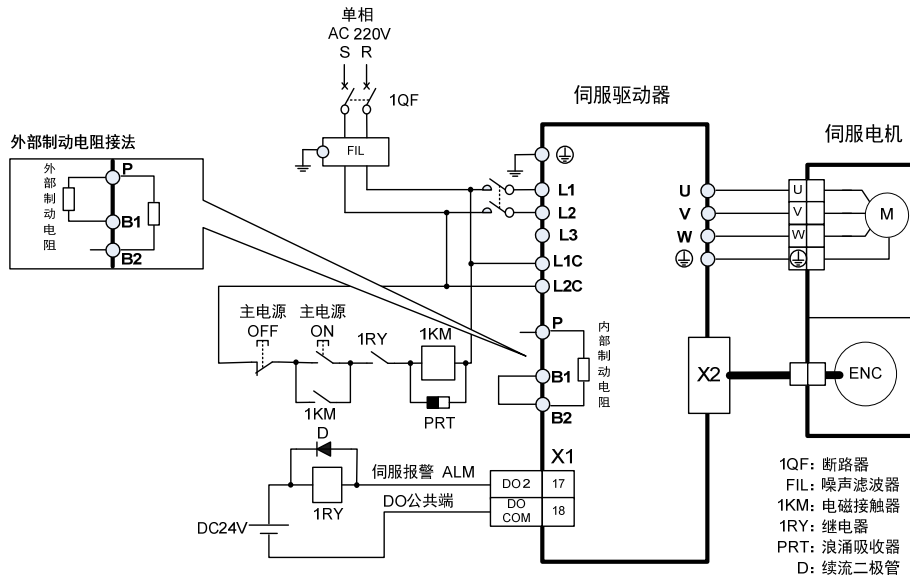 单相
AC 220V
S R
1QF
FIL
伺服驱动器
伺服电机
外部制动电阻接法
外部制动电阻
P
B1
B2
L1
L2
L3
L1C
L2C
P
B1
B2
内部制动电阻
U
V
W
U
V
W
M
X2
ENC
主电源
OFF
主电源
ON
1RY
1KM
1KM
PRT
D
1RY
伺服报警 ALM
DO公共端
DC24V
X1
DO2 17
DO
COM
18
1QF：断路器
FIL：噪声滤波器
1KM：电磁接触器
1RY：继电器
PRT：浪涌吸收器
D：续流二极管